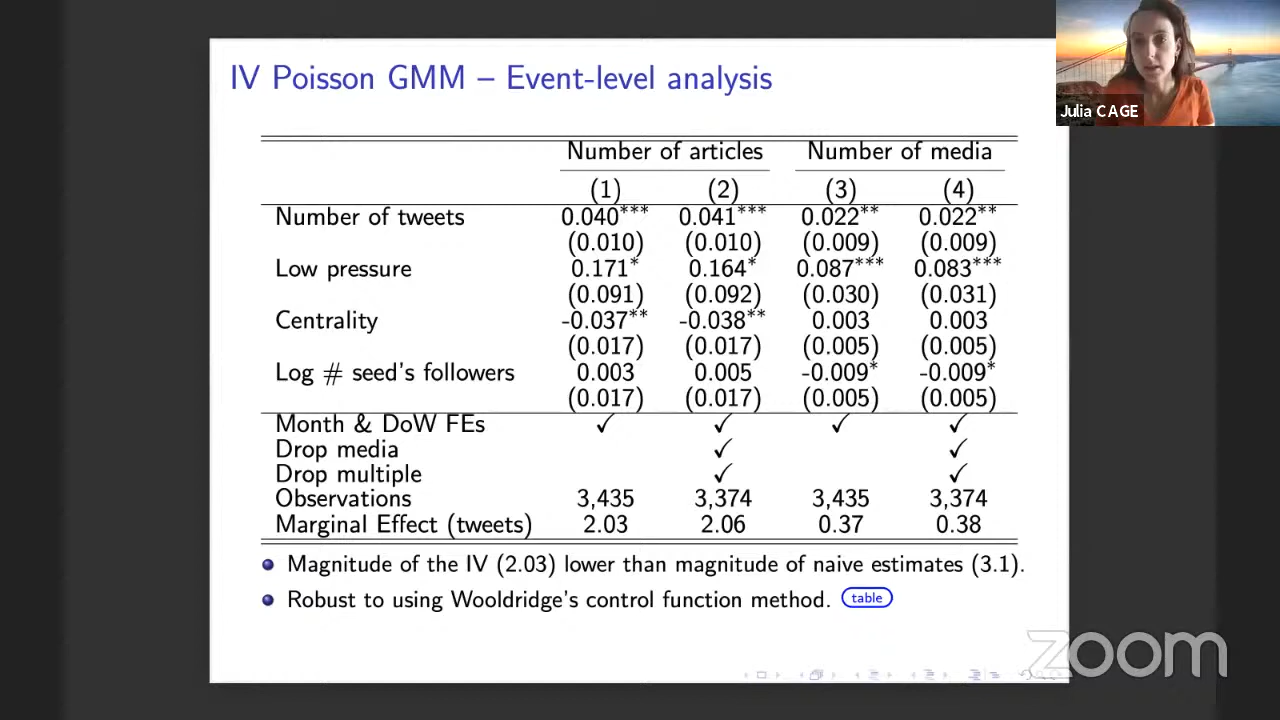 IV Poisson GMM – Event-level analysis
Julia CAGE
Number of articles Number of media
(1) (2) (3) (4)
Number of tweets 0.040*** 0.041*** 0.022** 0.022**
(0.010) (0.010) (0.009) (0.009)
Low pressure 0.171* 0.164* 0.087*** 0.083***
(0.091) (0.092) (0.030) (0.031)
Centrality -0.037** -0.038** 0.003 0.003
(0.017) (0.017) (0.005) (0.005)
Log # seed's followers 0.003 0.005 -0.009* -0.009*
(0.017) (0.017) (0.005) (0.005)
Month & DoW FEs ✓ ✓ ✓ ✓
Drop media ✓ ✓
Drop multiple ✓ ✓
Observations 3,435 3,374 3,435 3,374
Marginal Effect (tweets) 2.03 2.06 0.37 0.38
Magnitude of the IV (2.03) lower than magnitude of naive estimates (3.1).
Robust to using Wooldridge's control function method. table
zoom